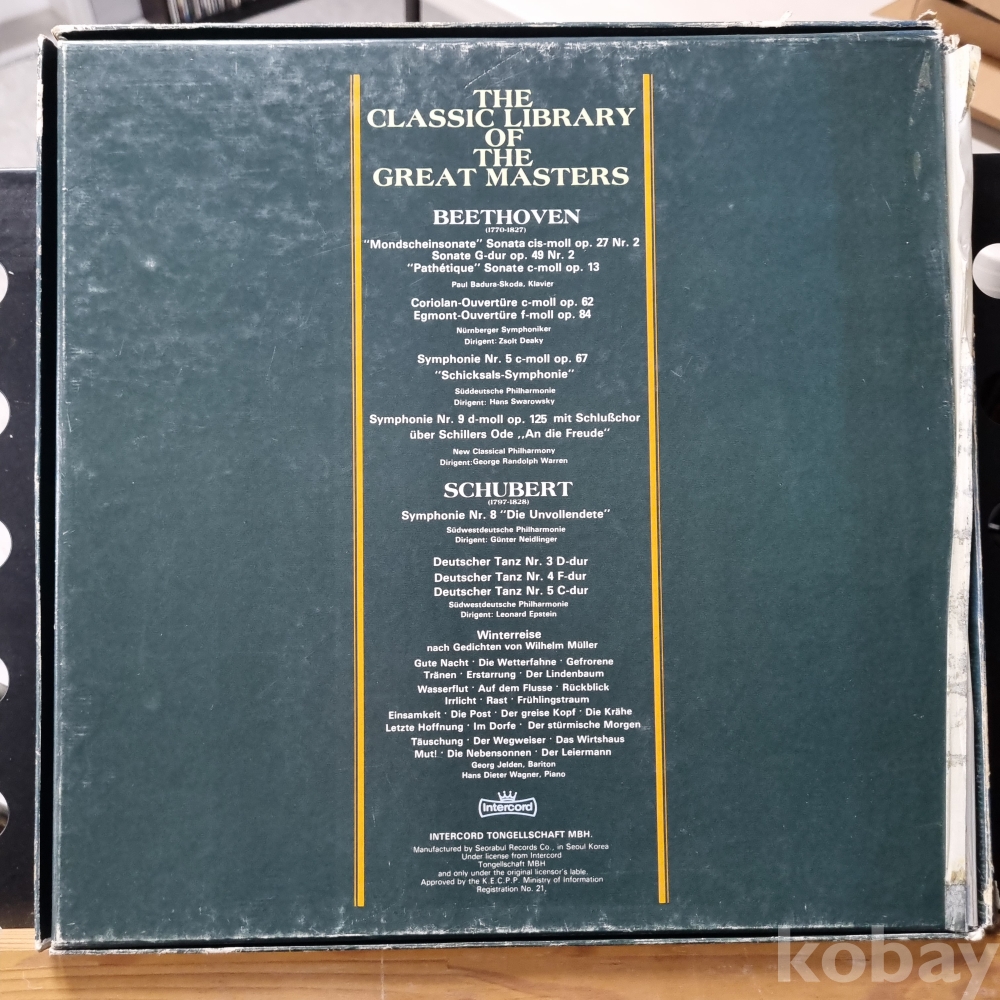 THE
CLASSIC LIBRARY
OF
THE
GREAT MASTERS
BEETHOVEN
(1770-1827)
"Mondscheinsonate" Sonata cis-moll op. 27 Nr. 2
Sonate G-dur op. 49 Nr. 2
"Pathétique" Sonate c-moll op. 13
Paul Badura-Skoda, Klavier
Coriolan-Ouvertüre c-moll op. 62
Egmont-Ouvertüre f-moll op. 84
Nürnberger Symphoniker
Dirigent: Zsolt Deaky
Symphonie Nr. 5 c-moll op. 67
"Schicksals-Symphonie"
Süddeutsche Philharmonie
Dirigent: Hans Swarowsky
Symphonie Nr. 9 d-moll op. 125 mit Schlußchor
über Schillers Ode „An die Freude"
New Classical Philharmony
Dirigent:George Randolph Warren
SCHUBERT
(1797-1828)
Symphonie Nr. 8 "Die Unvollendete"
Südwestdeutsche Philharmonie
Dirigent: Günter Neidlinger
Deutscher Tanz Nr. 3 D-dur
Deutscher Tanz Nr. 4 F-dur
Deutscher Tanz Nr. 5 C-dur
Südwestdeutsche Philharmonie
Dirigent: Leonard Epstein
Winterreise
nach Gedichten von Wilhelm Müller
Gute Nacht · Die Wetterfahne · Gefrorene
Tränen · Erstarrung · Der Lindenbaum
Wasserflut · Auf dem Flusse · Rückblick
Irrlicht · Rast · Frühlingstraum
Einsamkeit · Die Post · Der greise Kopf · Die Krähe
Letzte Hoffnung · Im Dorfe · Der stürmische Morgen
Täuschung · Der Wegweiser · Das Wirtshaus
Mut! · Die Nebensonnen · Der Leiermann
Georg Jelden, Bariton
Hans Dieter Wagner, Piano
Intercord
INTERCORD TONGELLSCHAFT MBH.
Manufactured by Seorabul Records Co., in Seoul Korea
Under license from Intercord
Tongellschaft MBH
and only under the original licensor's lable.
Approved by the K.E.C.P.P. Ministry of Information
Registration No. 21,
kobay